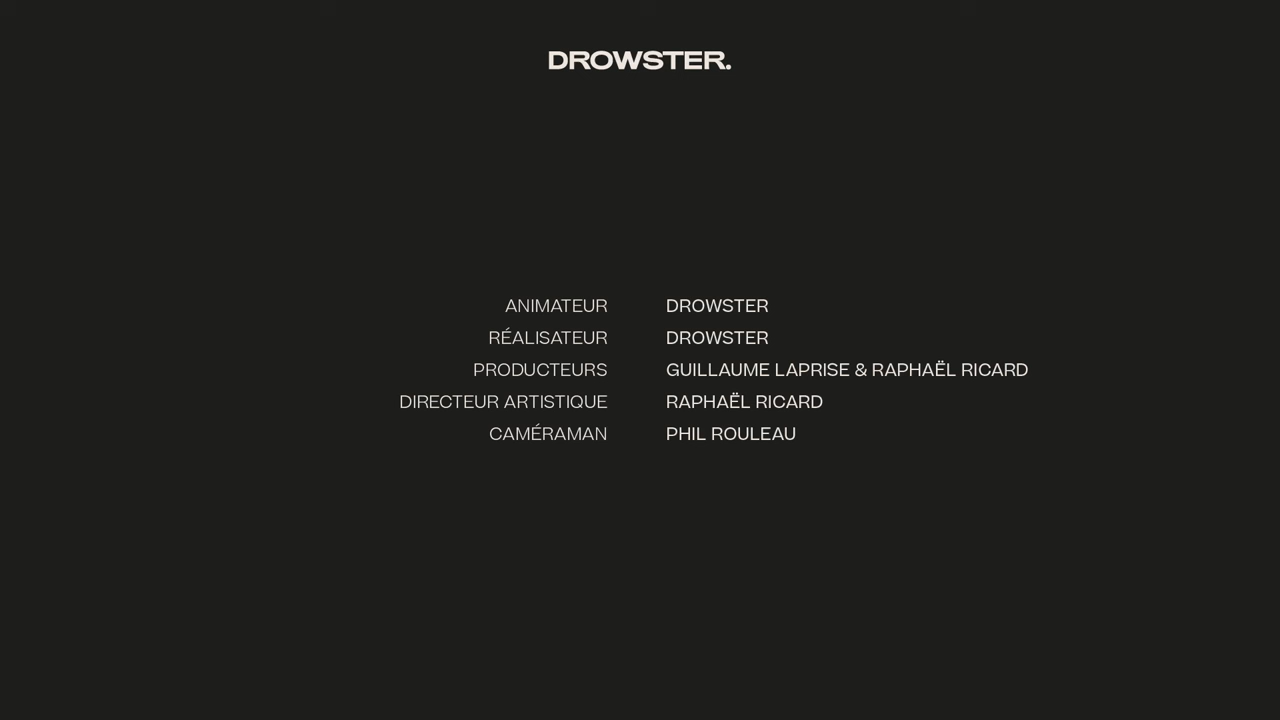 DROWSTER.
ANIMATEUR DROWSTER
RÉALISATEUR DROWSTER
PRODUCTEURS GUILLAUME LAPRISE & RAPHAËL RICARD
DIRECTEUR ARTISTIQUE RAPHAËL RICARD
CAMÉRAMAN PHIL ROULEAU